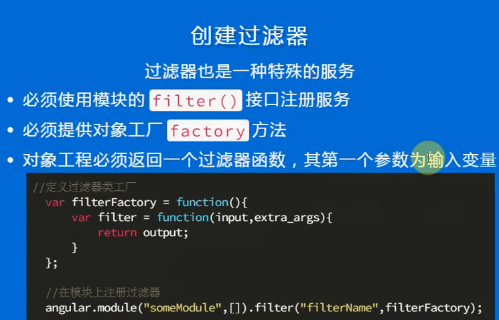 创建过滤器
过滤器也是一种特殊的服务
• 必须使用模块的 filter() 接口注册服务
• 必须提供对象工厂 factory 方法
• 对象工程必须返回一个过滤器函数，其第一个参数为输入变量
//定义过滤器类工厂
var filterFactory = function(){
var filter = function(input,extra_args){
return output;
}
};
//在模块上注册过滤器
angular.module("someModule",[]).filter("filterName",filterFactory);